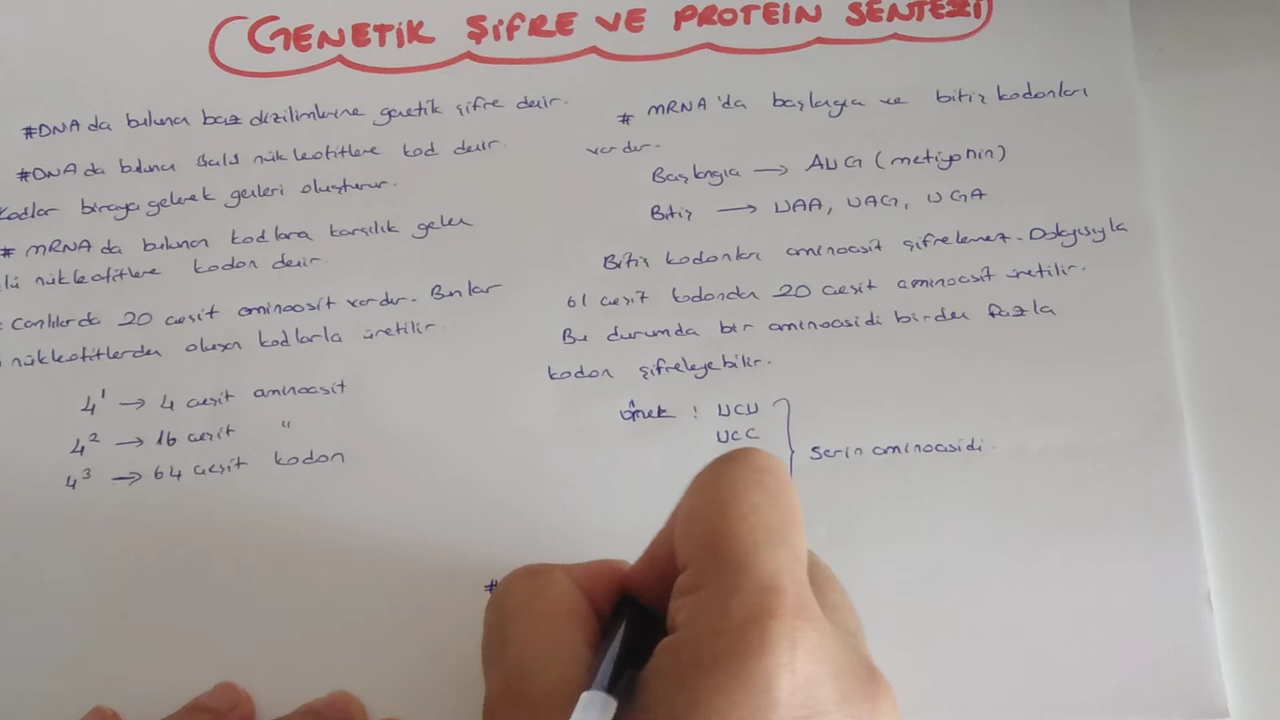 GENETİK ŞİFRE VE PROTEİN SENTEZİ
#DNA da bulunan baz dizilimlerine genetik şifre denir.
#DNA da bulunan üçlü nükleotitlere kod denir.
Kodlar biraraya gelerek genleri oluşturur.
# mRNA da bulunan kodlara karşılık gelen
nükleotitlere kodon denir.
Canlılarda 20 çeşit aminoasit vardır. Bunlar
nükleotitlerden oluşan kodlarla üretilir.
4¹ → 4 çeşit aminoasit
4² → 16 çeşit "
4³ → 64 çeşit kodon
# mRNA'da başlangıç ve bitiş kodonları
vardır.
Başlangıç → AUG (metiyonin)
Bitiş → UAA, UAG, UGA
Bitiş kodonları aminoasit şifrelemez. Dolayısıyla
61 çeşit kodondan 20 çeşit aminoasit üretilir.
Bu durumda bir aminoasidi birden fazla
kodon şifreleyebilir.
Örnek : UCU
UCC
serin aminoasidi.
#